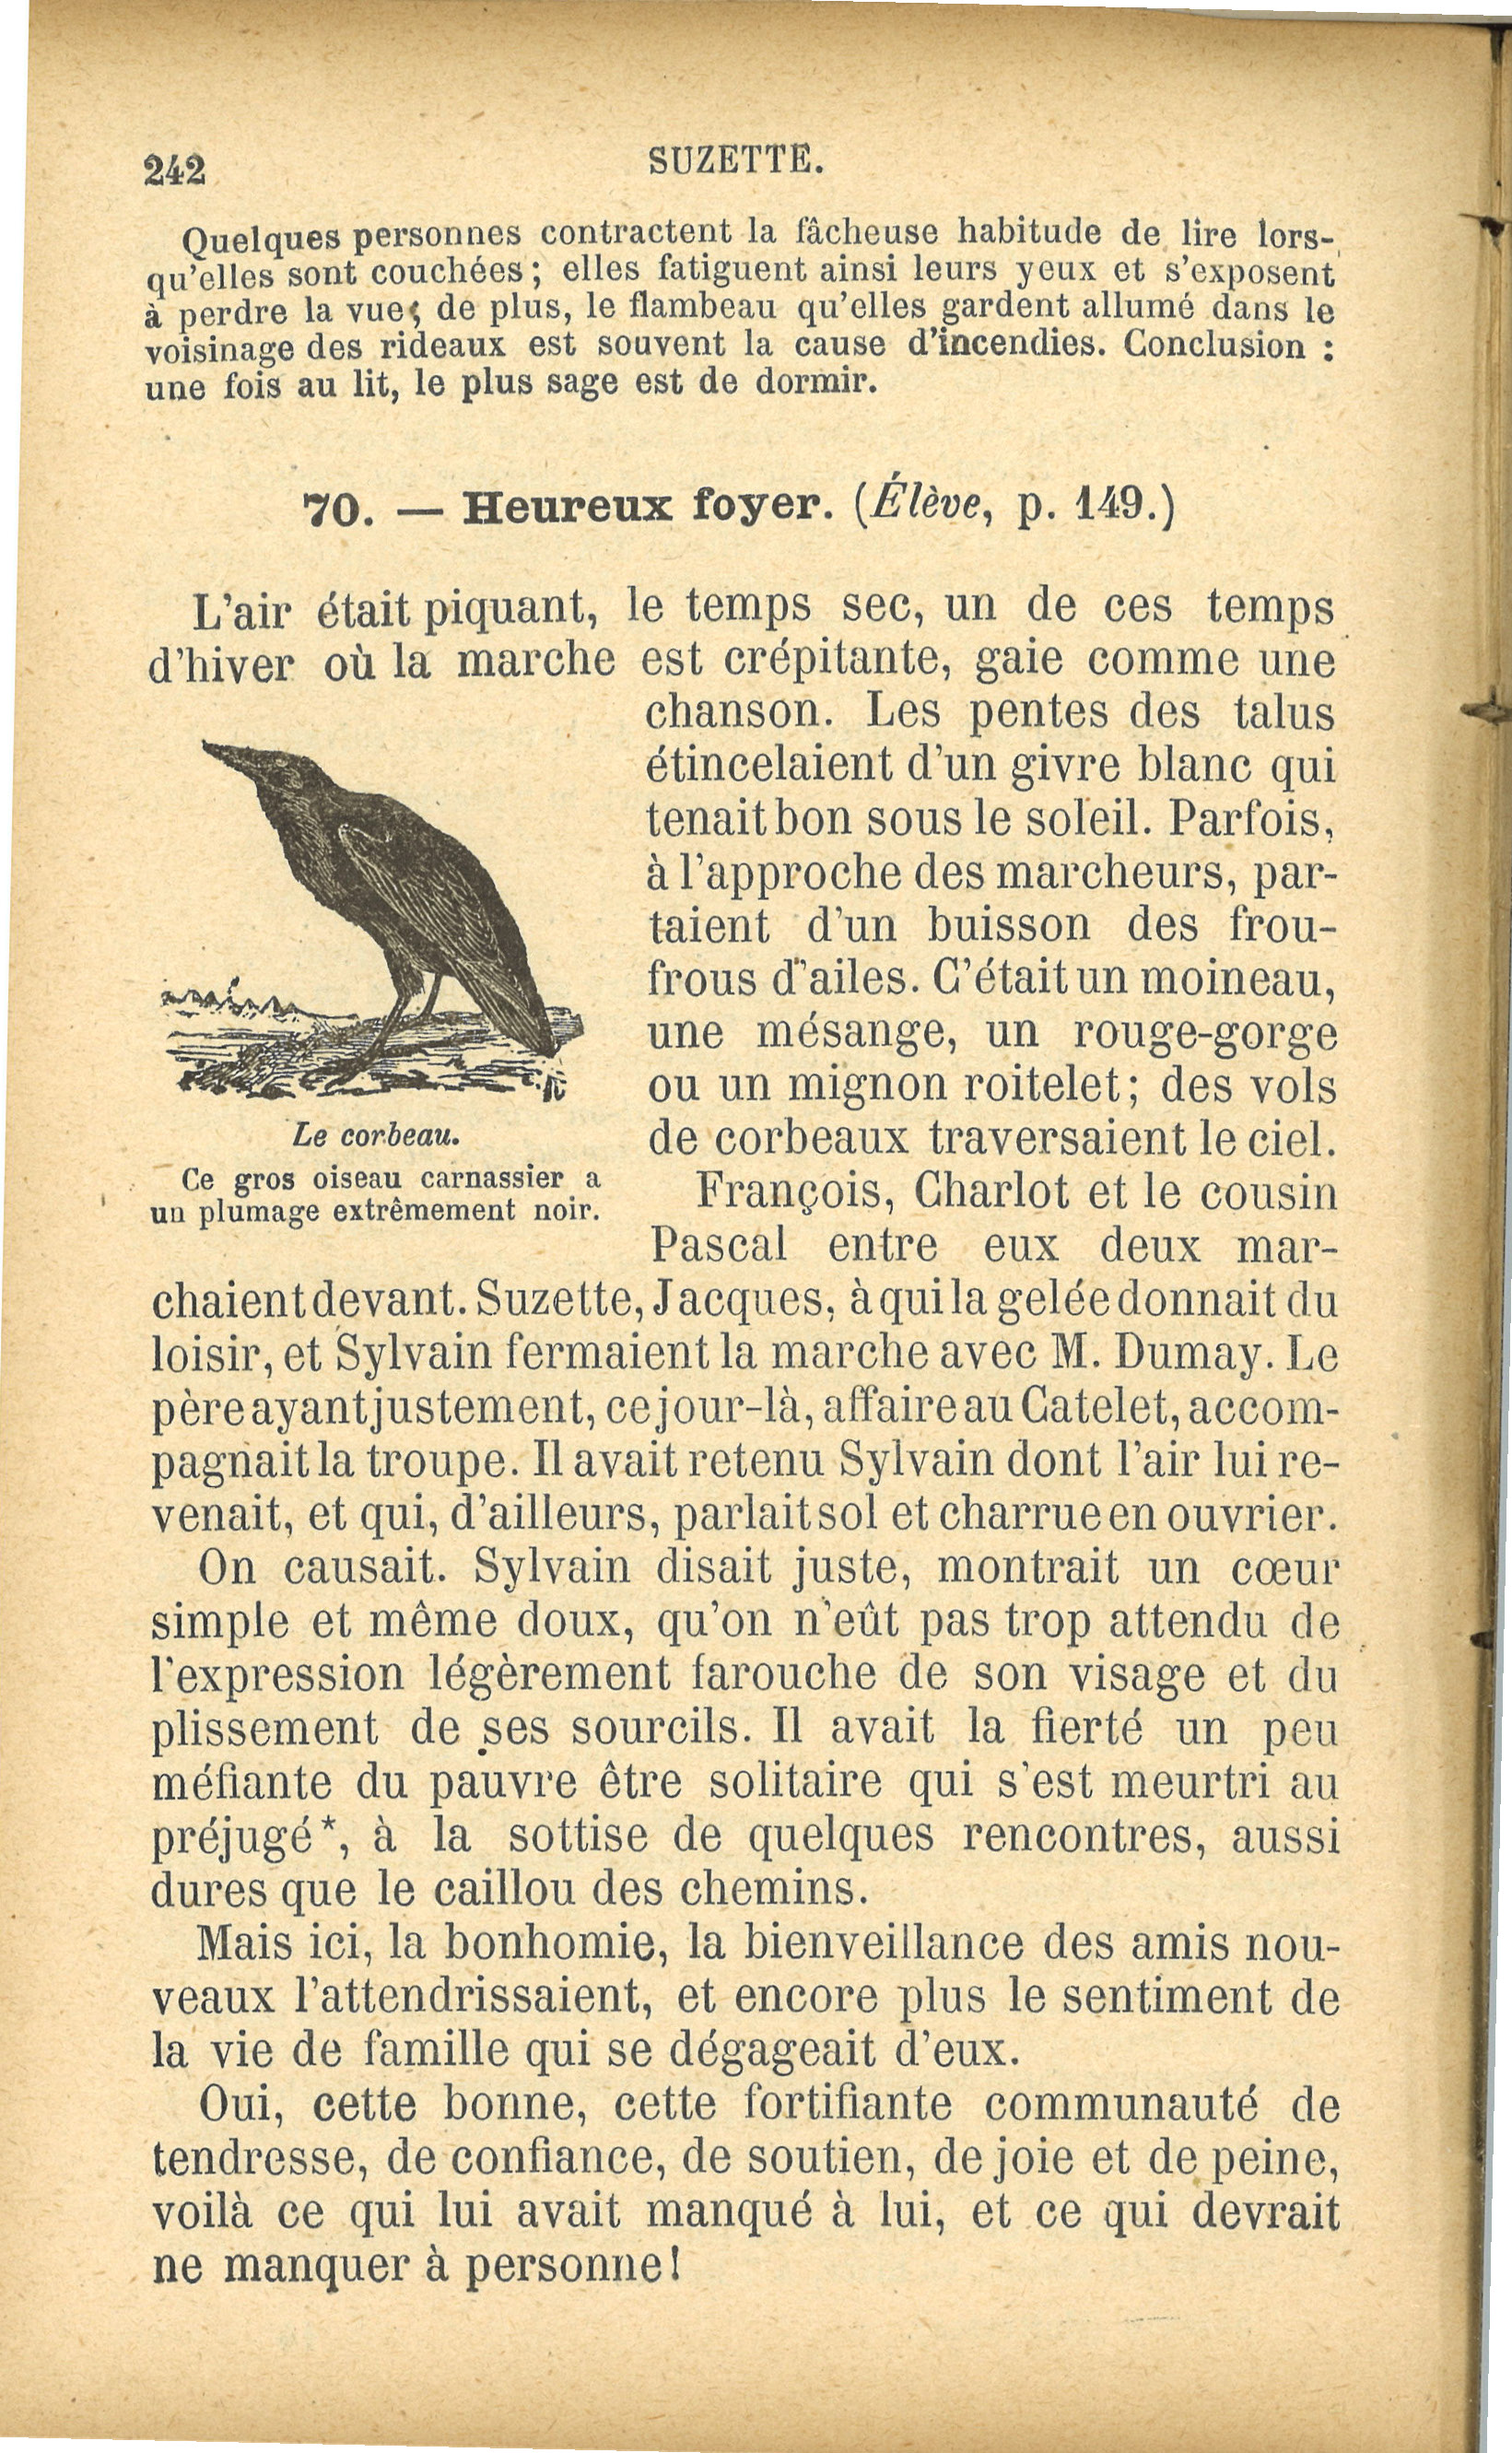 242
SUZETTE.
Quelques personnes contractent la fâcheuse habitude de lire lors-
qu'elles sont couchées; elles fatiguent ainsi leurs yeux et s'exposent
à perdre la vue; de plus, le flambeau qu'elles gardent allumé dans le
voisinage des rideaux est souvent la cause d'incendies. Conclusion :
une fois au lit, le plus sage est de dormir.
70. — Heureux foyer. (Élève, p. 149.)
L'air était piquant, le temps sec, un de ces temps
d'hiver où la marche est crépitante, gaie comme une
chanson. Les pentes des talus
étincelaient d'un givre blanc qui
tenait bon sous le soleil. Parfois,
à l'approche des marcheurs, par-
taient d'un buisson des frou-
frous d'ailes. C'était un moineau,
une mésange, un rouge-gorge
ou un mignon roitelet; des vols
de corbeaux traversaient le ciel.
Le corbeau.
Ce gros oiseau carnassier a
un plumage extrêmement noir.
François, Charlot et le cousin
Pascal entre eux deux mar-
chaient devant. Suzette, Jacques, à qui la gelée donnait du
loisir, et Sylvain fermaient la marche avec M. Dumay. Le
père ayant justement, ce jour-là, affaire au Catelet, accom-
pagnait la troupe. Il avait retenu Sylvain dont l'air lui re-
venait, et qui, d'ailleurs, parlait sol et charrue en ouvrier.
On causait. Sylvain disait juste, montrait un cœur
simple et même doux, qu'on n'eût pas trop attendu de
l'expression légèrement farouche de son visage et du
plissement de ses sourcils. Il avait la fierté un peu
méfiante du pauvre être solitaire qui s'est meurtri au
préjugé*, à la sottise de quelques rencontres, aussi
dures que le caillou des chemins.
Mais ici, la bonhomie, la bienveillance des amis nou-
veaux l'attendrissaient, et encore plus le sentiment de
la vie de famille qui se dégageait d'eux.
Oui, cette bonne, cette fortifiante communauté de
tendresse, de confiance, de soutien, de joie et de peine,
voilà ce qui lui avait manqué à lui, et ce qui devrait
ne manquer à personne!